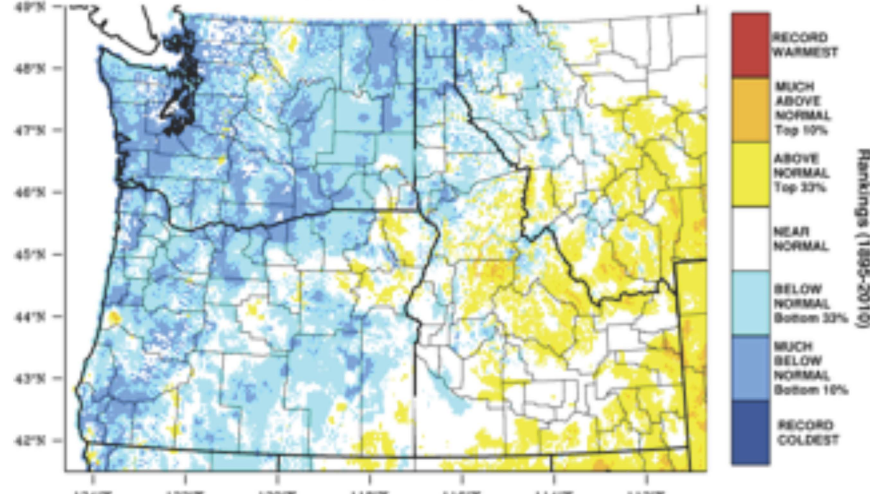 49°N
48°N
47°N
46°N
45°N
44°N
43°N
42°N
RECORD
WARMEST
MUCH
ABOVE
NORMAL
Top 10%
ABOVE
NORMAL
Top 33%
NEAR
NORMAL
BELOW
NORMAL
Bottom 33%
MUCH
BELOW
NORMAL
Bottom 10%
RECORD
COLDEST
Rankings (1895-2010)